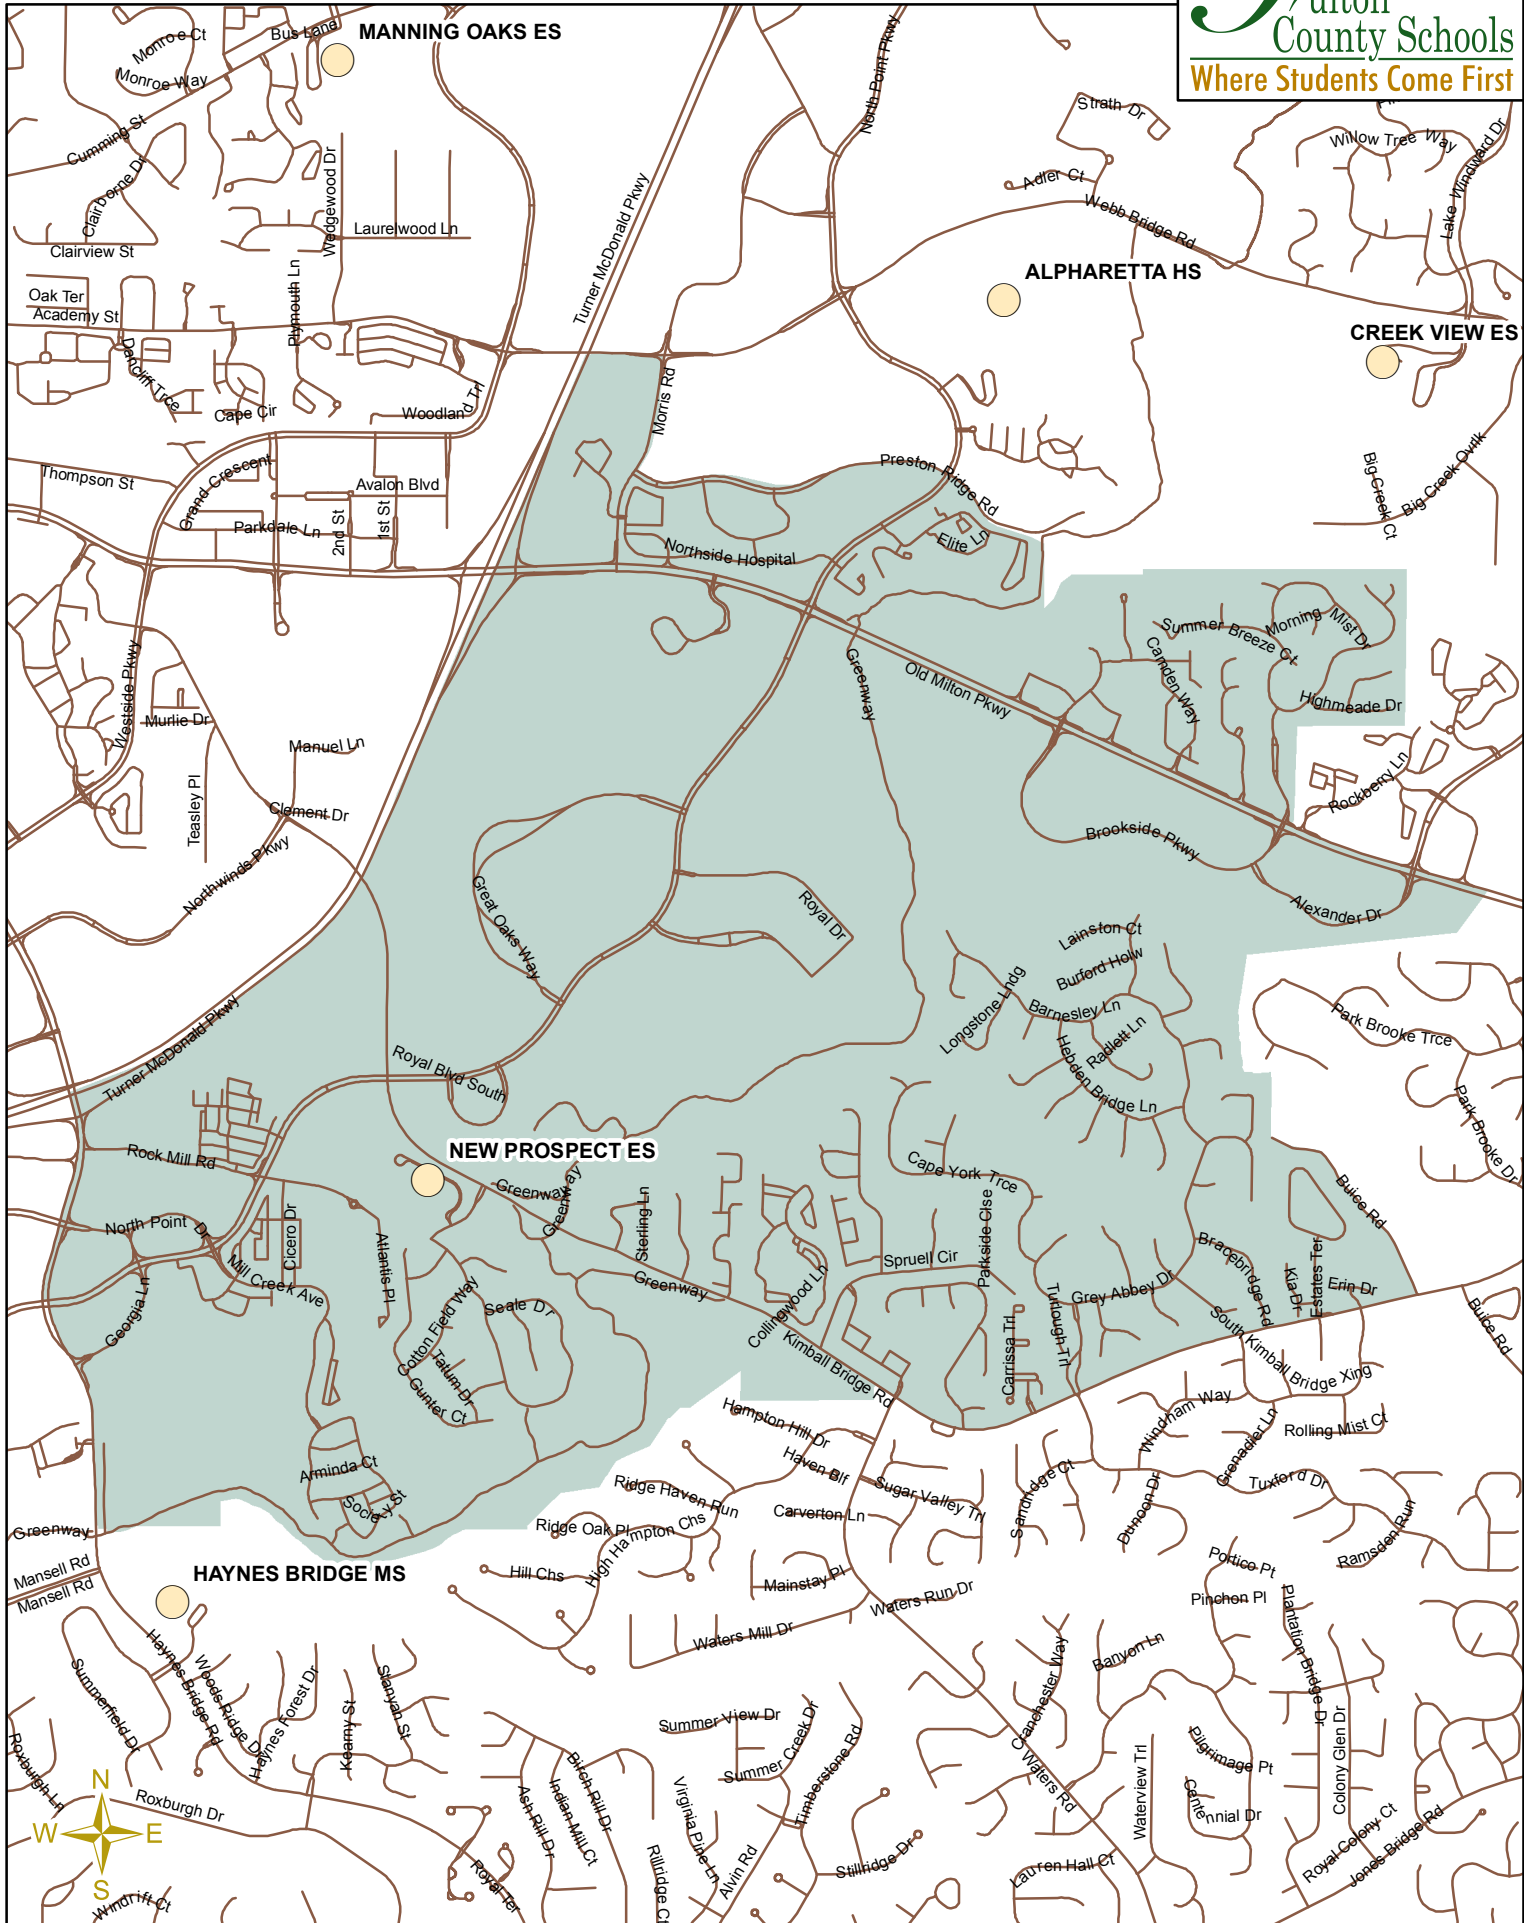 ulton
County Schools
Where Students Come First
MANNING OAKS ES
Bus Lane
Monroe Ct
Monroe Way
Cumming St
Clairborne Dr
Clairview St
Wedgewood Dr
Laurelwood Ln
Plymouth Ln
Oak Ter
Academy St
Dancliff Trce
Cape Cir
Woodland Trl
Turner McDonald Pkwy
North Point Pkwy
Strath Dr
Adler Ct
Webb Bridge Rd
Willow Tree Way
Lake Windward Dr
ALPHARETTA HS
CREEK VIEW ES
Morris Rd
Thompson St
Grand Crescent
Avalon Blvd
Parkdale Ln
2nd St
1st St
Preston Ridge Rd
Northside Hospital
Elite Ln
Big Creek Ct
Big Creek Ovrlk
Summer Breeze Ct
Morning Mist Dr
Camden Way
Highmeade Dr
Old Milton Pkwy
Greenway
Westside Pkwy
Murlie Dr
Manuel Ln
Teasley Pl
Clement Dr
Northwinds Pkwy
Rockberry Ln
Brookside Pkwy
Alexander Dr
Great Oaks Way
Royal Dr
Lainston Ct
Burford Holw
Longstone Lndg
Barnesley Ln
Radlett Ln
Hebden Bridge Ln
Park Brooke Trce
Park Brooke Dr
Turner McDonald Pkwy
Royal Blvd South
NEW PROSPECT ES
Rock Mill Rd
Greenway
Greenway
Sterling Ln
Cape York Trce
Parkside Clse
Spruell Cir
Buice Rd
North Point Dr
Cicero Dr
Mill Creek Ave
Atlantis Pl
Georgia Ln
Cotton Field Way
Seale Dr
Tatum Dr
Gunter Ct
Greenway
Collingwood Ln
Kimball Bridge Rd
Carrissa Trl
Turlough Trl
Grey Abbey Dr
Bracebridge Rd
Kia Dr
Estates Ter
Erin Dr
Buice Rd
South Kimball Bridge Xing
Windham Way
Rolling Mist Ct
Grenadier Ln
Tuxford Dr
Ramsden Run
Dunoon Dr
Sandridge Ct
Hampton Hill Dr
Haven Blf
Sugar Valley Trl
Ridge Haven Run
Carverton Ln
Ridge Oak Pl
High Hampton Chs
Hill Chs
Mainstay Pl
Waters Run Dr
Waters Mill Dr
Arminda Ct
Society St
Greenway
Mansell Rd
Mansell Rd
HAYNES BRIDGE MS
Portico Pt
Pinchon Pl
Plantation Bridge Dr
Banyon Ln
Cranchester Way
Haynes Bridge Rd
Woods Ridge Dr
Haynes Forest Dr
Kearny St
Stanyan St
Summerfield Dr
Roxburgh Ln
Roxburgh Dr
Summer View Dr
Summer Creek Dr
Timberstone Rd
Waters Rd
Waterview Trl
Pilgrimage Pt
Centennial Dr
Colony Glen Dr
Royal Colony Ct
Jones Bridge Rd
Birch Rill Dr
Indian Mill Ct
Ash Rill Dr
Virginia Pine Ln
Rillridge Ct
Alvin Rd
Stillridge Dr
Lauren Hall Ct
Royal Ter
Windrift Ct
N
W E
S